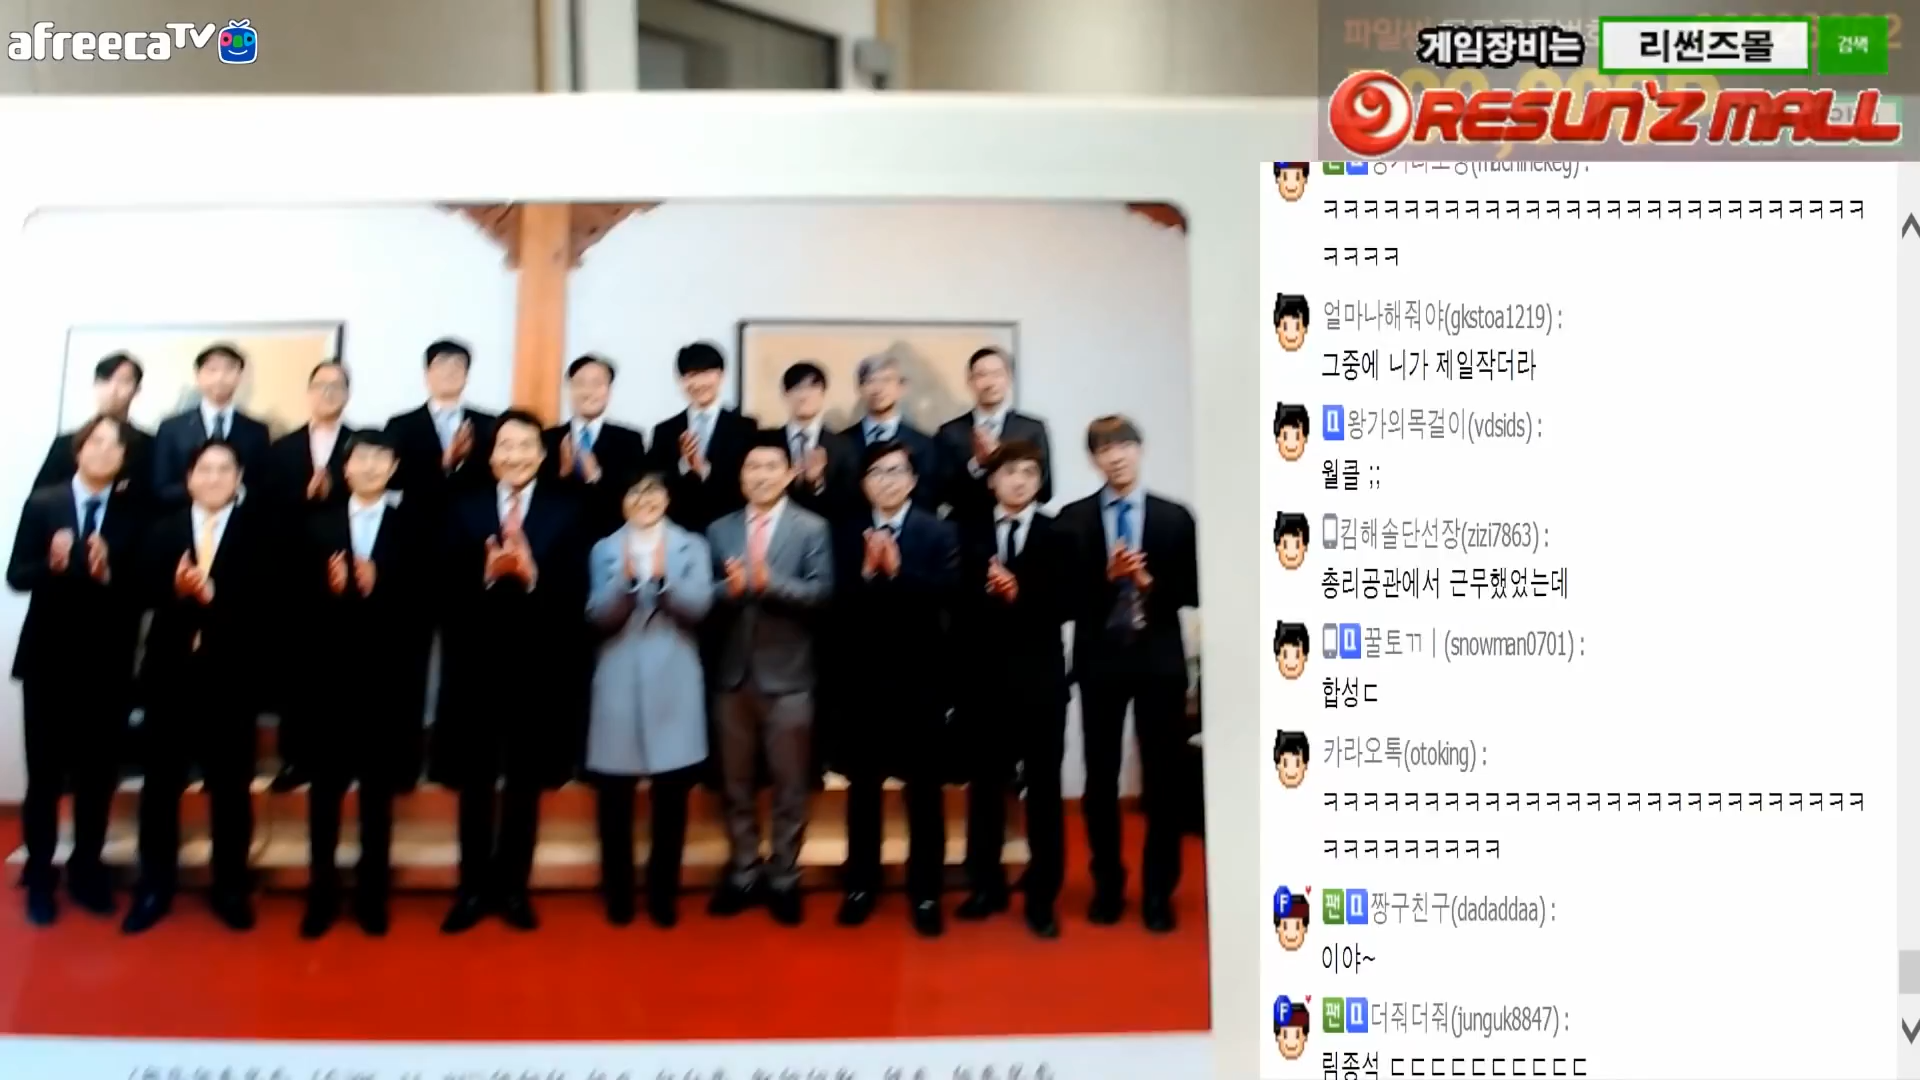 afreecaTV
게임장비는 리썬즈몰 검색
RESUN'Z MALL
ㅋㅋㅋㅋㅋㅋㅋㅋㅋㅋㅋㅋㅋㅋㅋㅋㅋㅋㅋㅋㅋㅋㅋㅋㅋㅋㅋ
ㅋㅋㅋㅋ
얼마나해줘야(gkstoa1219) :
그중에 니가 제일작더라
왕가의목걸이(vdsids) :
월클 ;;
킴해솔단선장(zizi7863) :
총리공관에서 근무했었는데
꿀토ㄲㅣ(snowman0701) :
합성ㄷ
카라오톡(otoking) :
ㅋㅋㅋㅋㅋㅋㅋㅋㅋㅋㅋㅋㅋㅋㅋㅋㅋㅋㅋㅋㅋㅋㅋㅋㅋㅋㅋ
ㅋㅋㅋㅋㅋㅋㅋㅋㅋ
팬 짱구친구(dadaddaa) :
이야~
팬 더줘더줘(junguk8847) :
림종석 ㄷㄷㄷㄷㄷㄷㄷㄷㄷㄷ